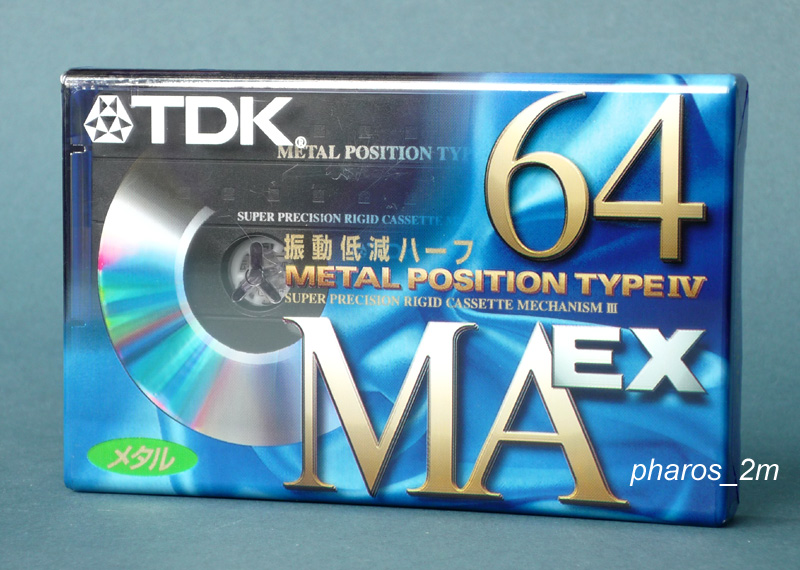 TDK®
64
METAL POSITION TYP
SUPER PRECISION RIGID CASSETTE
振動低減ハーフ
METAL POSITION TYPE IV
SUPER PRECISION RIGID CASSETTE MECHANISM III
MA EX
メタル
pharos_2m